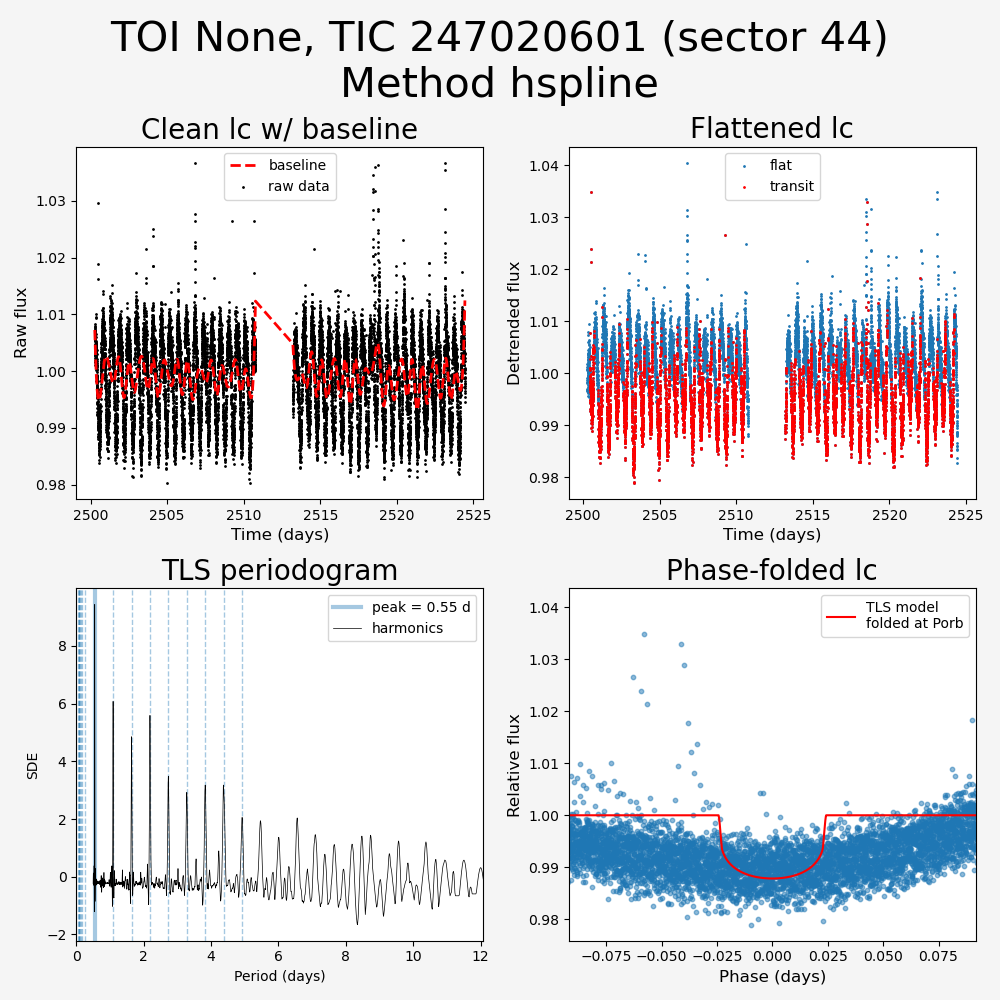 TOI None, TIC 247020601 (sector 44)
Method hspline
Clean lc w/ baseline
baseline
raw data
Raw flux
1.03
1.02
1.01
1.00
0.99
0.98
2500
2505
2510
2515
2520
2525
Time (days)
Flattened lc
flat
transit
Detrended flux
1.04
1.03
1.02
1.01
1.00
0.99
0.98
2500
2505
2510
2515
2520
2525
Time (days)
TLS periodogram
peak = 0.55 d
harmonics
SDE
8
6
4
2
0
−2
0
2
4
6
8
10
12
Period (days)
Phase-folded lc
TLS model
folded at Porb
Relative flux
1.04
1.03
1.02
1.01
1.00
0.99
0.98
−0.075
−0.050
−0.025
0.000
0.025
0.050
0.075
Phase (days)